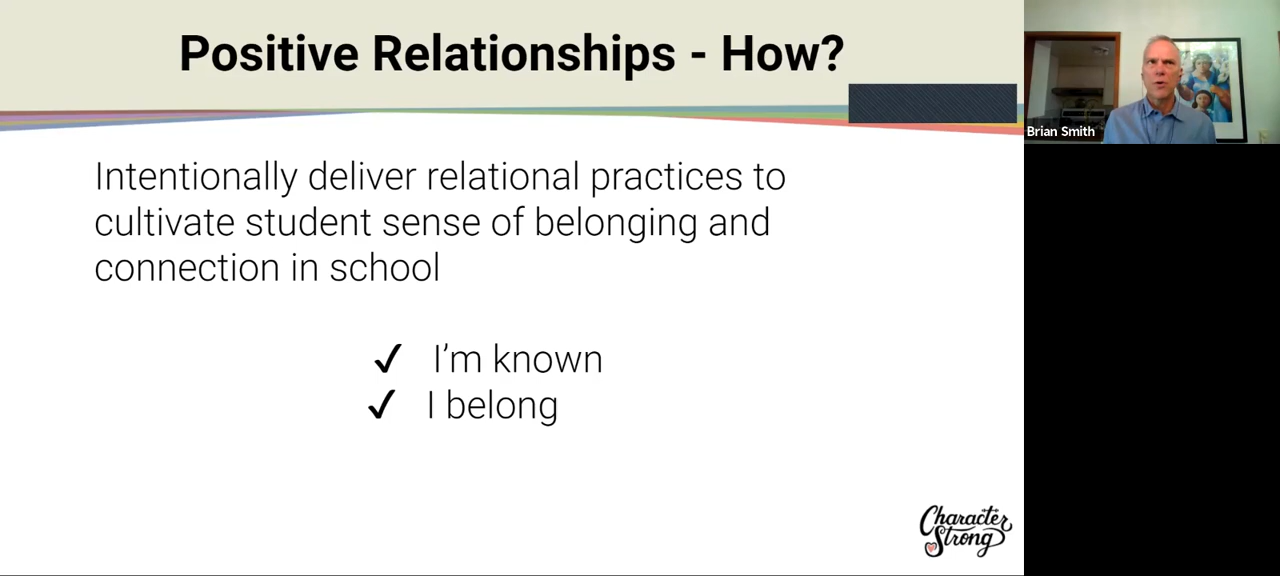 Positive Relationships - How?
Brian Smith
Intentionally deliver relational practices to
cultivate student sense of belonging and
connection in school
✓ I’m known
✓ I belong
Character
Strong